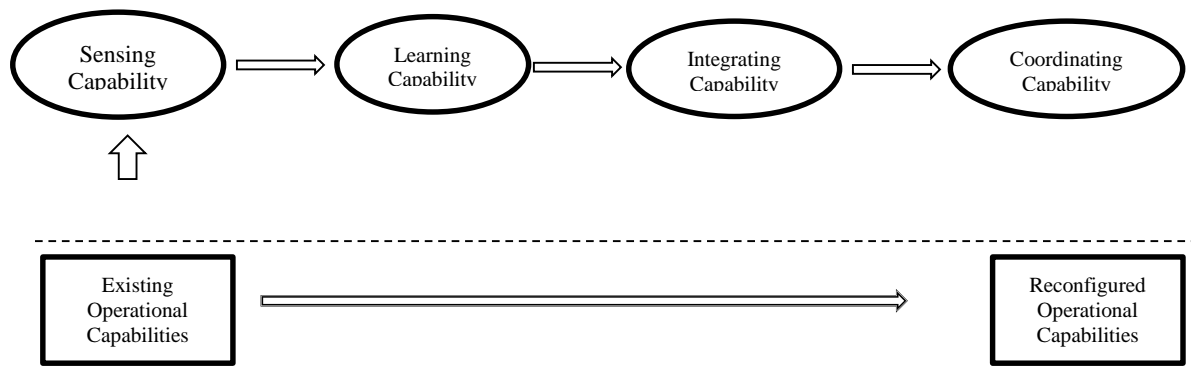 Sensing
Capability
Learning
Capability
Integrating
Capability
Coordinating
Capability
Existing
Operational
Capabilities
Reconfigured
Operational
Capabilities